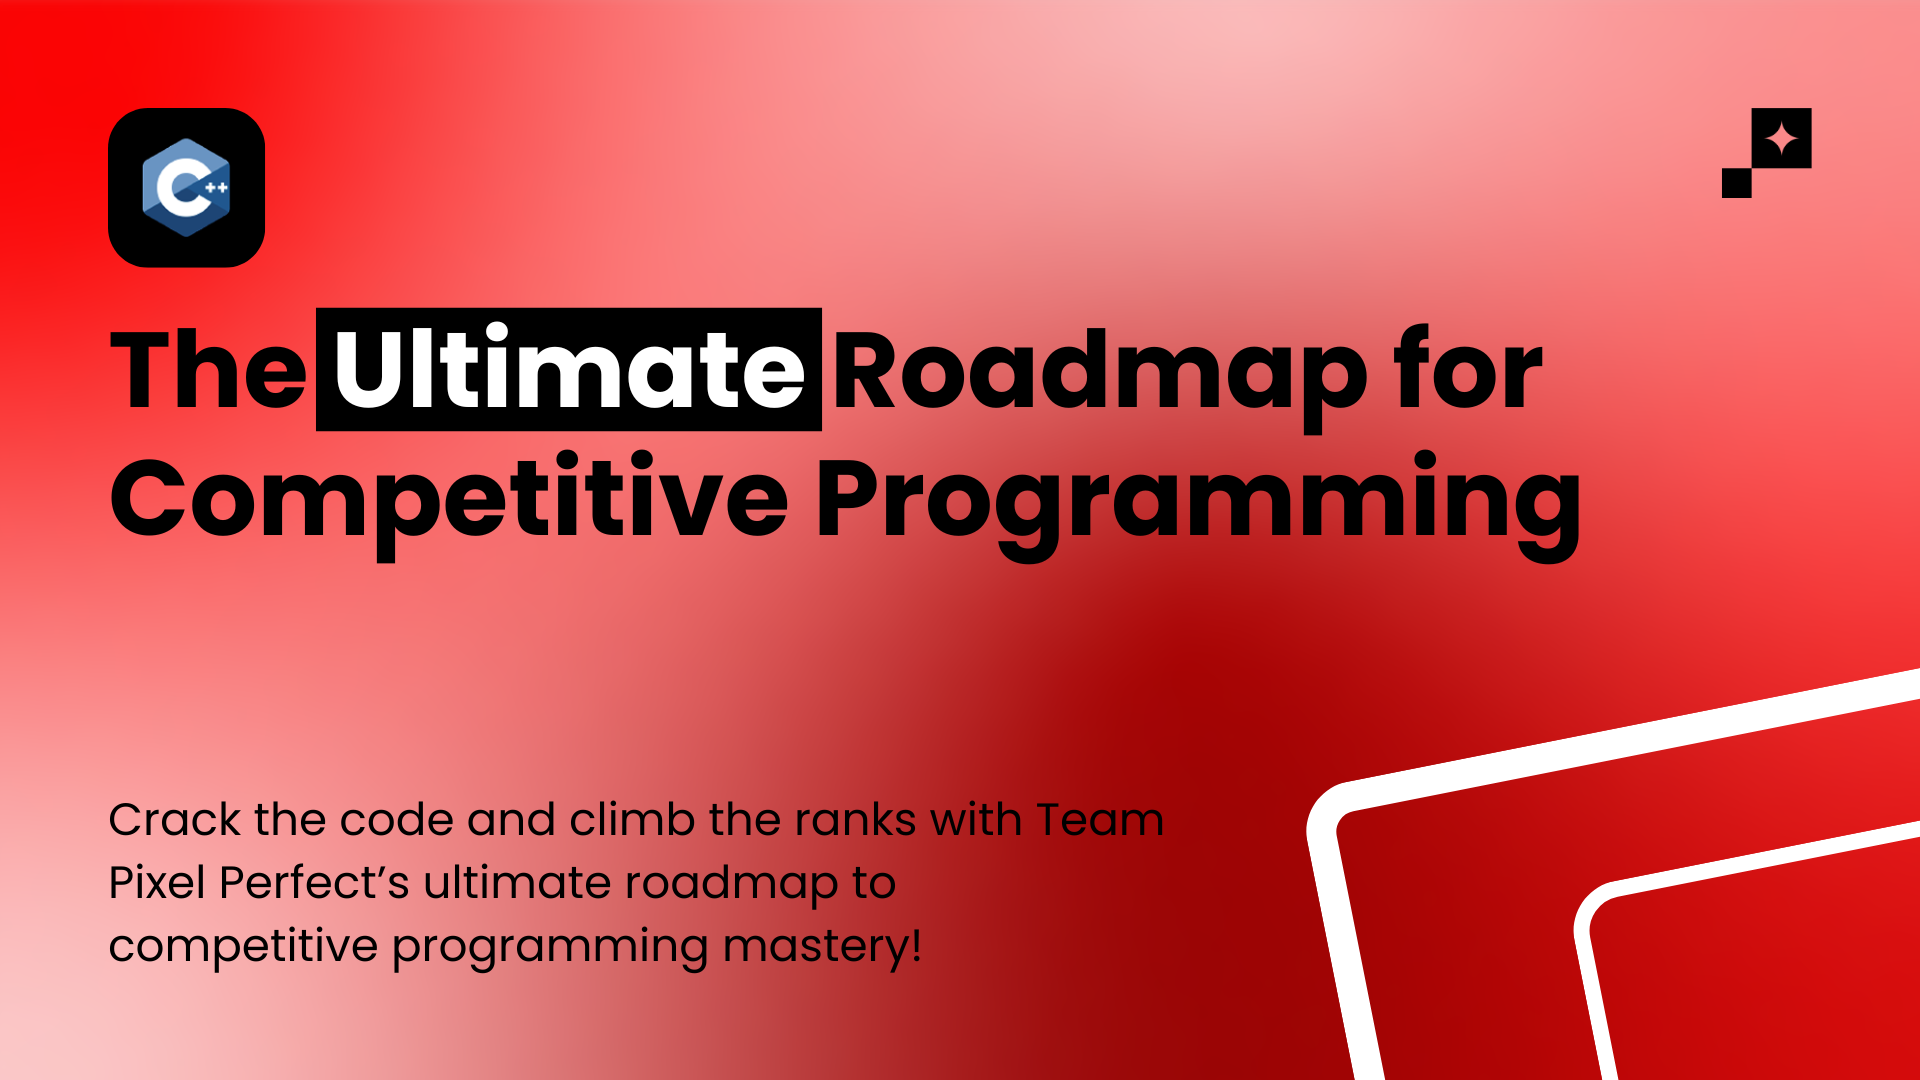 C++
The Ultimate Roadmap for
Competitive Programming
Crack the code and climb the ranks with Team
Pixel Perfect’s ultimate roadmap to
competitive programming mastery!